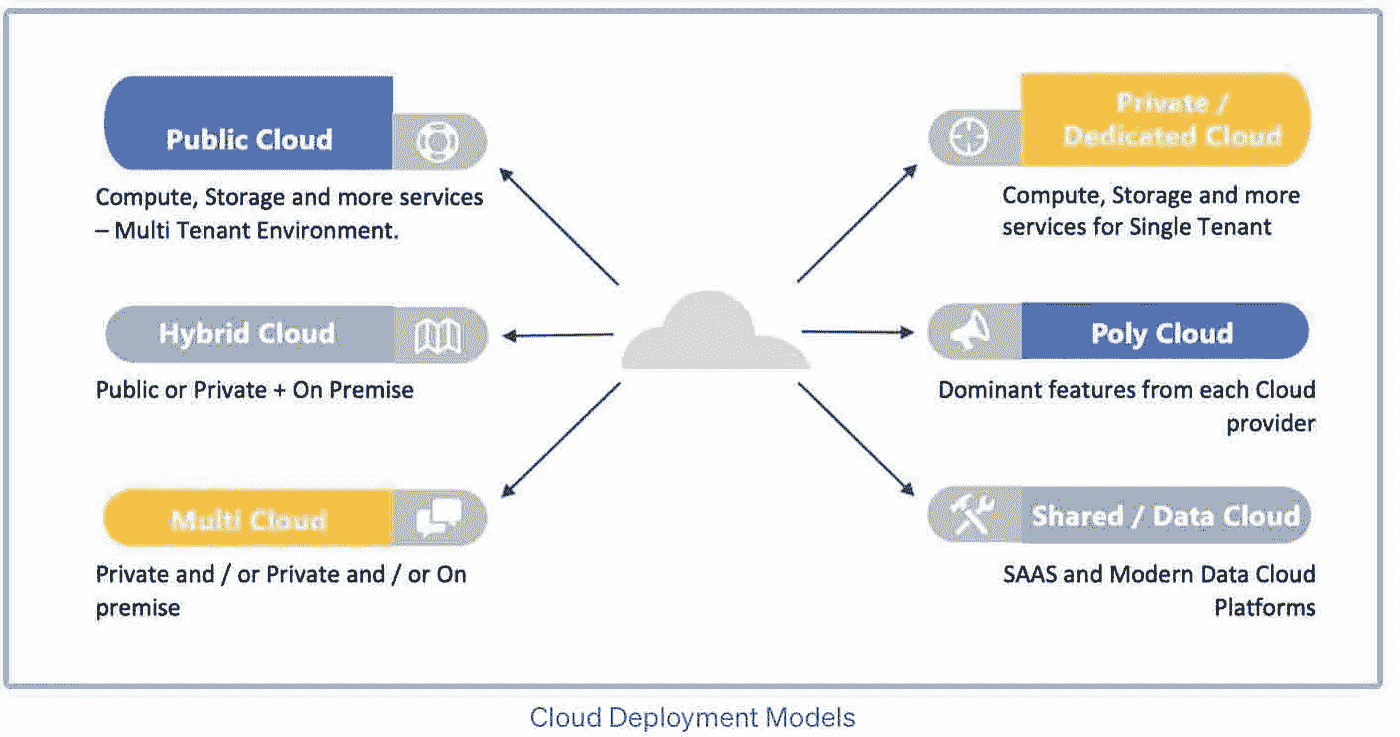 Public Cloud
Compute, Storage and more services
– Multi Tenant Environment.
Hybrid Cloud
Public or Private + On Premise
Multi Cloud
Private and / or Private and / or On
premise
Private /
Dedicated Cloud
Compute, Storage and more
services for Single Tenant
Poly Cloud
Dominant features from each Cloud
provider
Shared / Data Cloud
SAAS and Modern Data Cloud
Platforms
Cloud Deployment Models